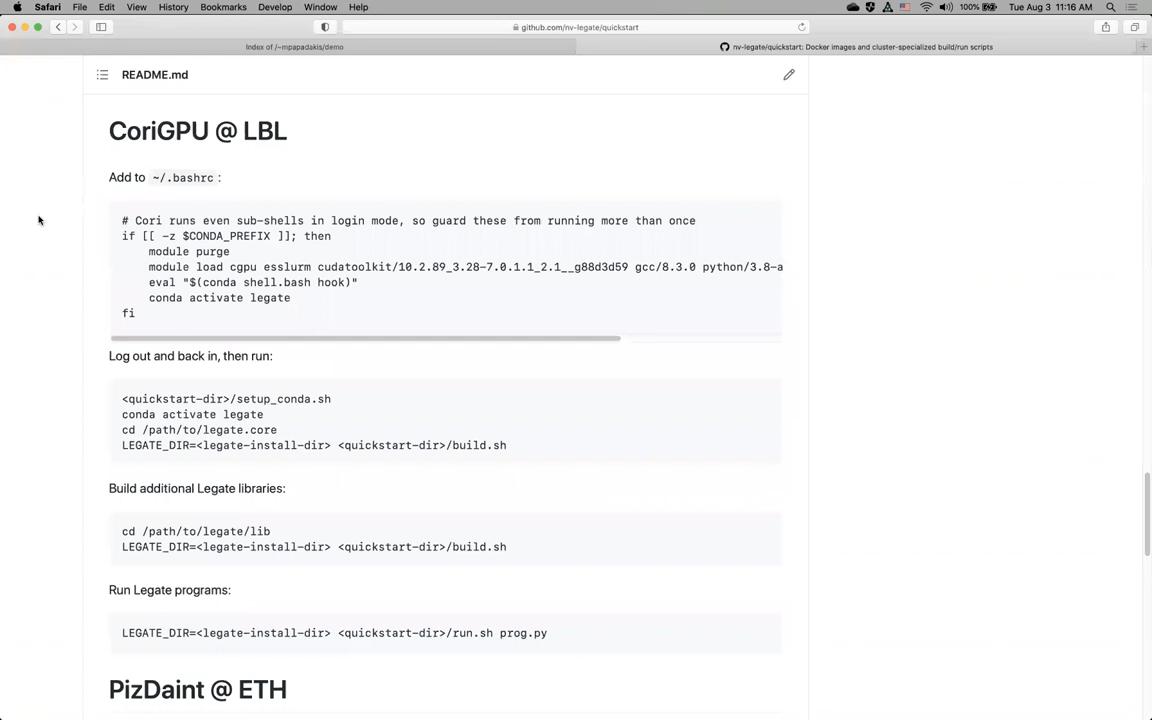 Safari File Edit View History Bookmarks Develop Window Help 100% Tue Aug 3 11:16 AM
github.com/nv-legate/quickstart
Index of /~mpapadakis/demo
nv-legate/quickstart: Docker images and cluster-specialized build/run scripts
README.md
CoriGPU @ LBL
Add to ~/.bashrc :
# Cori runs even sub-shells in login mode, so guard these from running more than once
if [[ -z $CONDA_PREFIX ]]; then
    module purge
    module load cgpu esslurm cudatoolkit/10.2.89_3.28-7.0.1.1_2.1__g88d3d59 gcc/8.3.0 python/3.8-a
    eval "$(conda shell.bash hook)"
    conda activate legate
fi
Log out and back in, then run:
<quickstart-dir>/setup_conda.sh
conda activate legate
cd /path/to/legate.core
LEGATE_DIR=<legate-install-dir> <quickstart-dir>/build.sh
Build additional Legate libraries:
cd /path/to/legate/lib
LEGATE_DIR=<legate-install-dir> <quickstart-dir>/build.sh
Run Legate programs:
LEGATE_DIR=<legate-install-dir> <quickstart-dir>/run.sh prog.py
PizDaint @ ETH